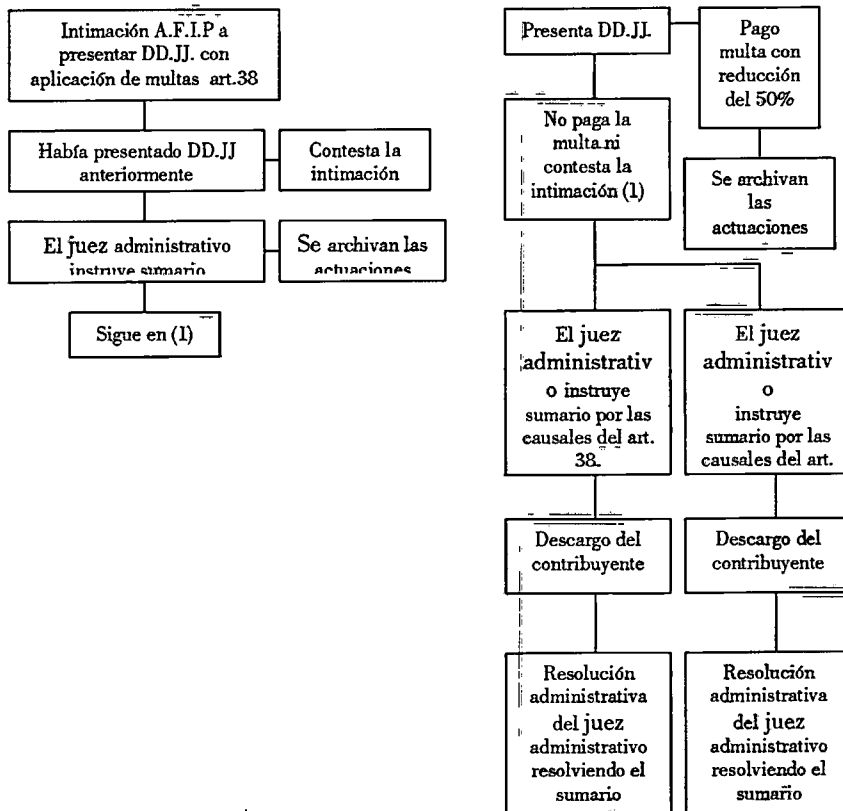 Intimación A.F.I.P a
presentar DD.JJ. con
aplicación de multas art.38
Había presentado DD.JJ
anteriormente
Contesta la
intimación
El juez administrativo
instruye sumario
Se archivan las
actuaciones
Sigue en (1)
Presenta DD.JJ.
Pago
multa con
reducción
del 50%
No paga la
multa ni
contesta la
intimación (1)
Se archivan
las
actuaciones
El juez
administrativ
o instruye
sumario por las
causales del art.
38.
El juez
administrativ
o
instruye
sumario por las
causales del art.
Descargo del
contribuyente
Descargo del
contribuyente
Resolución
administrativa
del juez
administrativo
resolviendo el
sumario
Resolución
administrativa
del juez
administrativo
resolviendo el
sumario